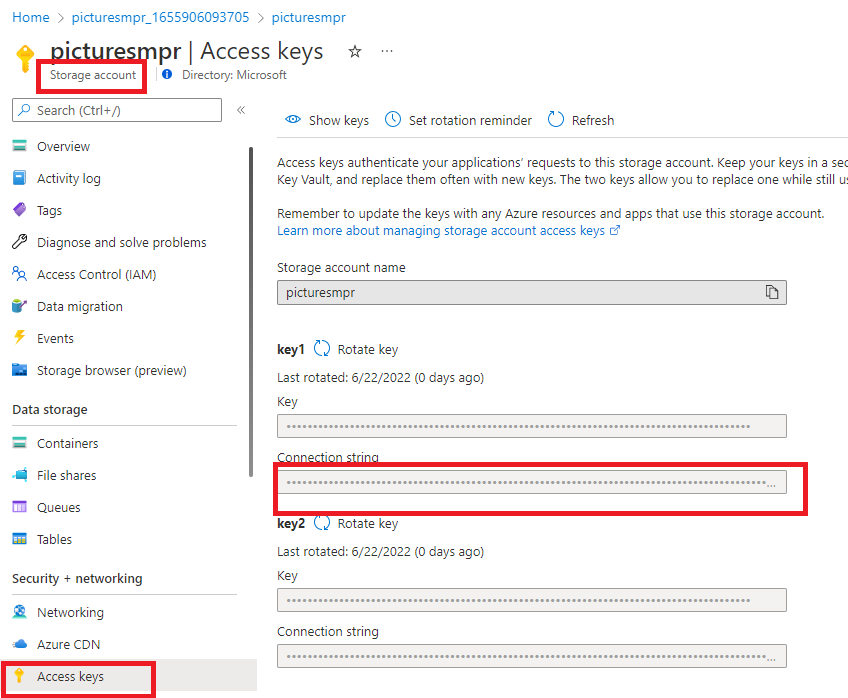 Home > picturesmpr_1655906093705 > picturesmpr
picturesmpr | Access keys ☆ ...
Storage account Directory: Microsoft
Search (Ctrl+/) «
Overview
Activity log
Tags
Diagnose and solve problems
Access Control (IAM)
Data migration
Events
Storage browser (preview)
Data storage
Containers
File shares
Queues
Tables
Security + networking
Networking
Azure CDN
Access keys
Show keys Set rotation reminder Refresh
Access keys authenticate your applications' requests to this storage account. Keep your keys in a sec
Key Vault, and replace them often with new keys. The two keys allow you to replace one while still us
Remember to update the keys with any Azure resources and apps that use this storage account.
Learn more about managing storage account access keys
Storage account name
picturesmpr
key1 Rotate key
Last rotated: 6/22/2022 (0 days ago)
Key
Connection string
...
key2 Rotate key
Last rotated: 6/22/2022 (0 days ago)
Key
Connection string
...